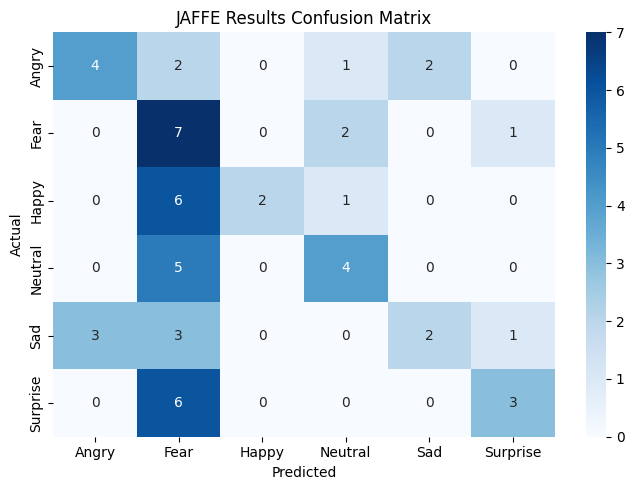 JAFFE Results Confusion Matrix
Actual
Angry 4 2 0 1 2 0
Fear 0 7 0 2 0 1
Happy 0 6 2 1 0 0
Neutral 0 5 0 4 0 0
Sad 3 3 0 0 2 1
Surprise 0 6 0 0 0 3
Angry Fear Happy Neutral Sad Surprise
Predicted
7
6
5
4
3
2
1
0